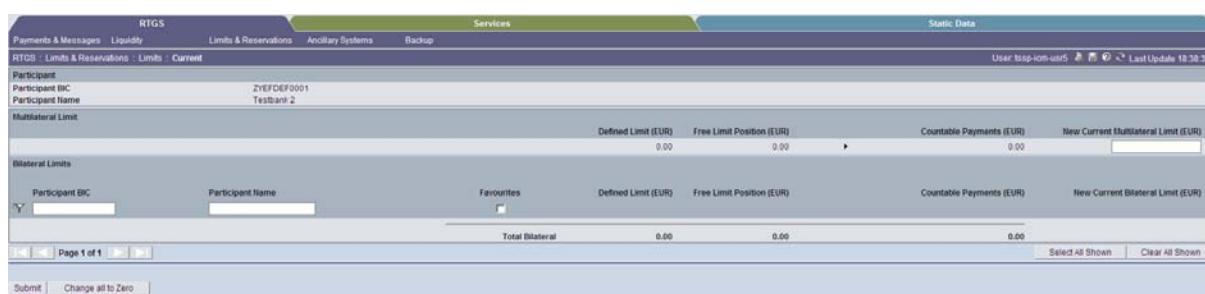 RTGS Services Static Data
Payments & Messages Liquidity Limits & Reservations Ancillary Systems Backup
RTGS : Limits & Reservations : Limits : Current User: tssp-iom-usr5 Last Update 18:38:3
Participant
Participant BIC ZYEFDEF0001
Participant Name Testbank 2
Multilateral Limit
Defined Limit (EUR) Free Limit Position (EUR) Countable Payments (EUR) New Current Multilateral Limit (EUR)
0.00 0.00 0.00
Bilateral Limits
Participant BIC Participant Name Favourites Defined Limit (EUR) Free Limit Position (EUR) Countable Payments (EUR) New Current Bilateral Limit (EUR)
Total Bilateral 0.00 0.00 0.00
Page 1 of 1 Select All Shown Clear All Shown
Submit Change all to Zero